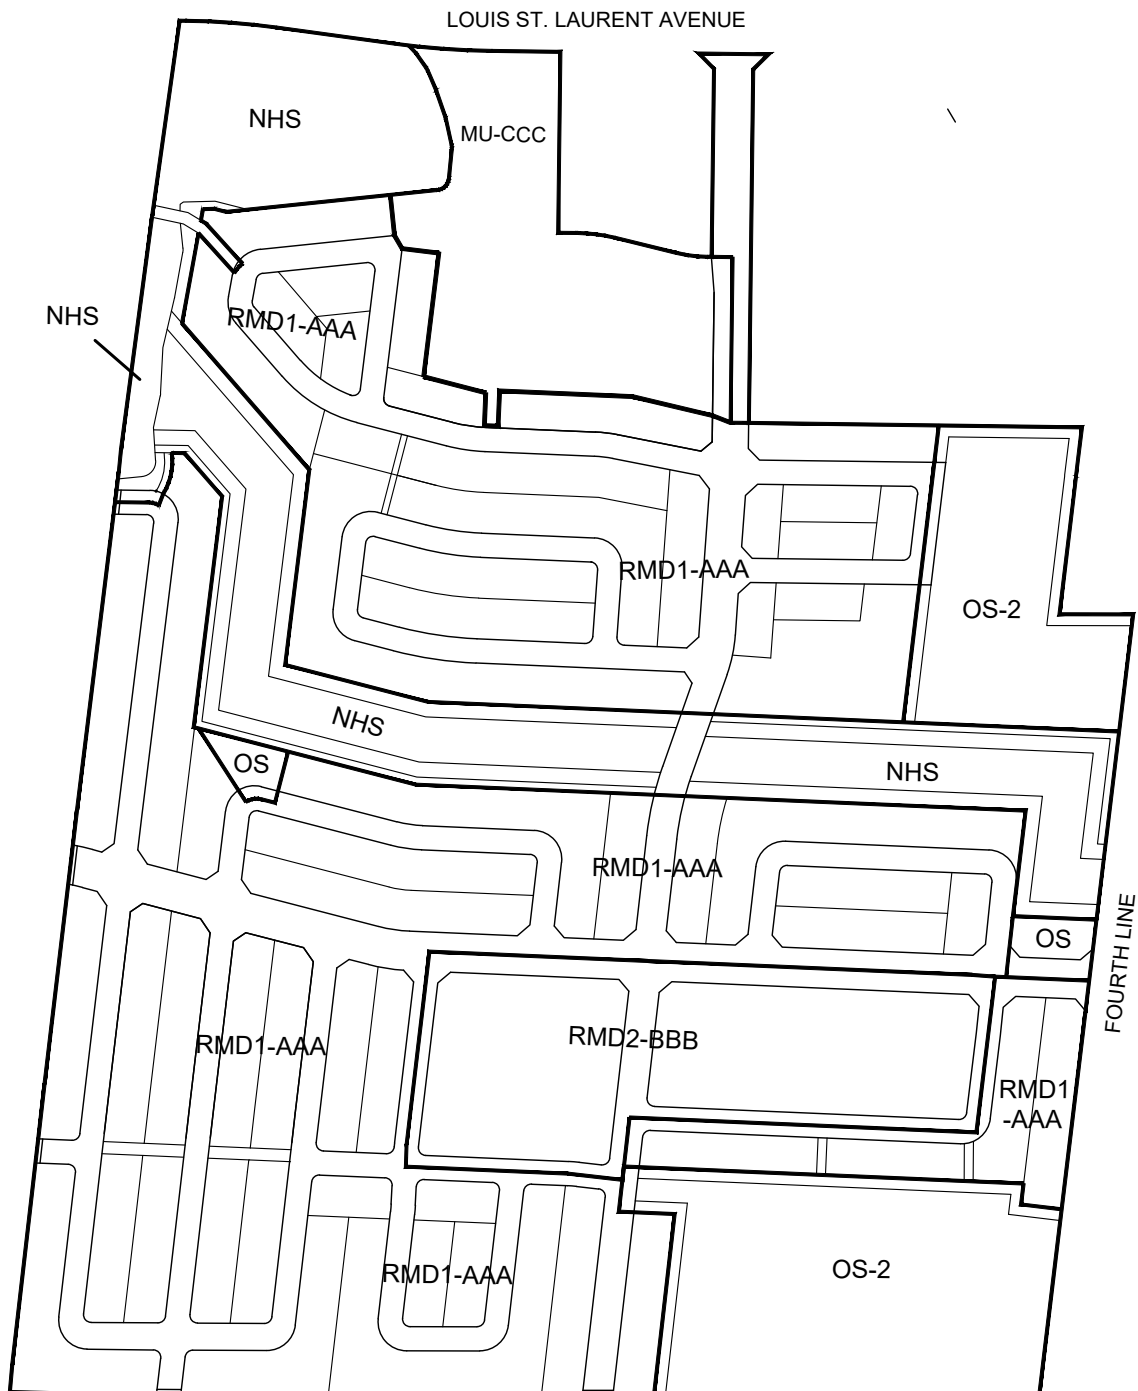 LOUIS ST. LAURENT AVENUE
NHS
MU-CCC
NHS
RMD1-AAA
RMD1-AAA
OS-2
NHS
OS
NHS
RMD1-AAA
OS
FOURTH LINE
RMD1-AAA
RMD2-BBB
RMD1
-AAA
RMD1-AAA
OS-2